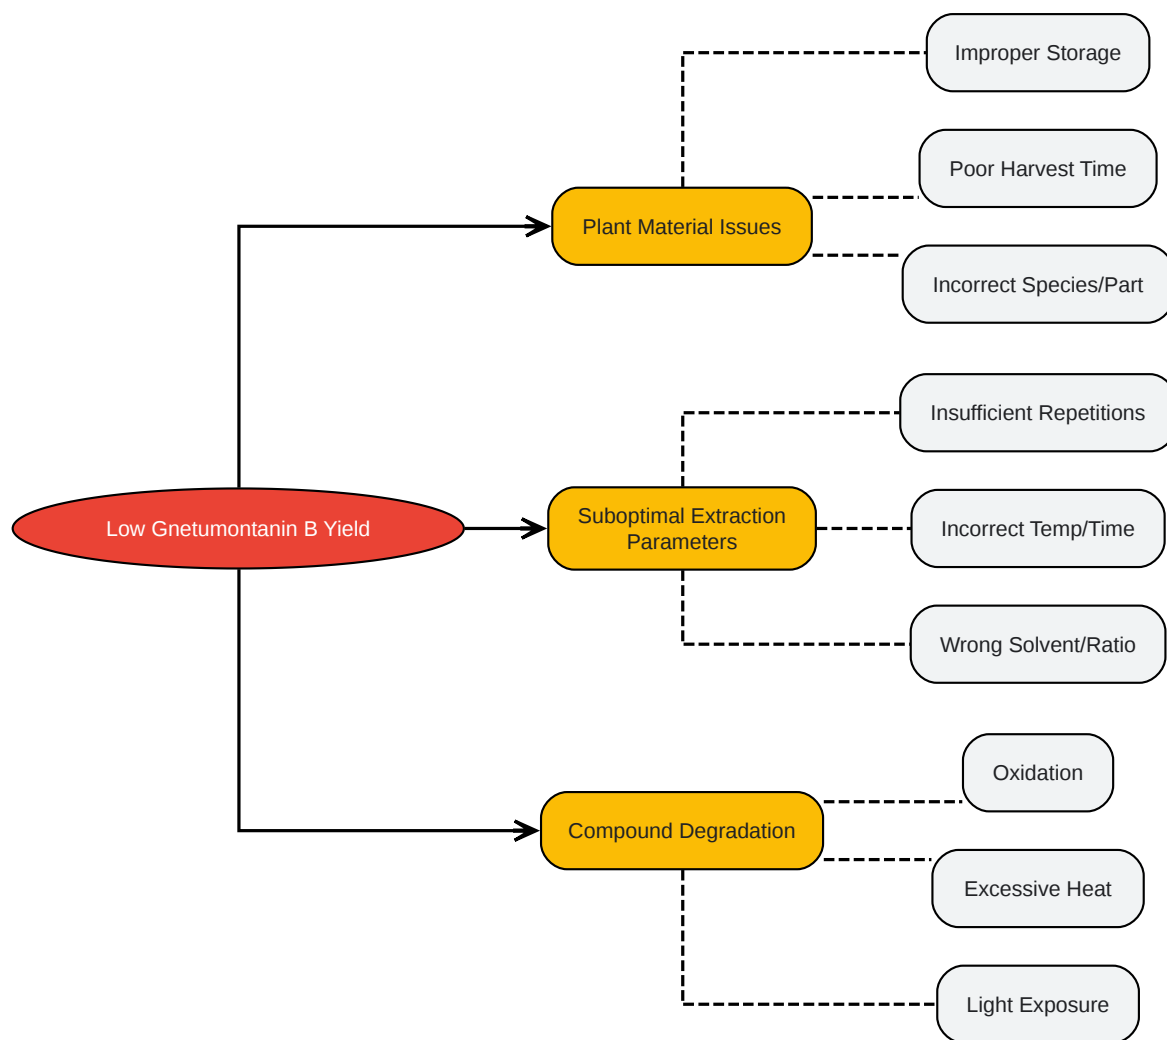 Improper Storage
Poor Harvest Time
Plant Material Issues
Incorrect Species/Part
Insufficient Repetitions
Low Gnetumontanin B Yield
Suboptimal Extraction
Parameters
Incorrect Temp/Time
Wrong Solvent/Ratio
Oxidation
Compound Degradation
Excessive Heat
Light Exposure